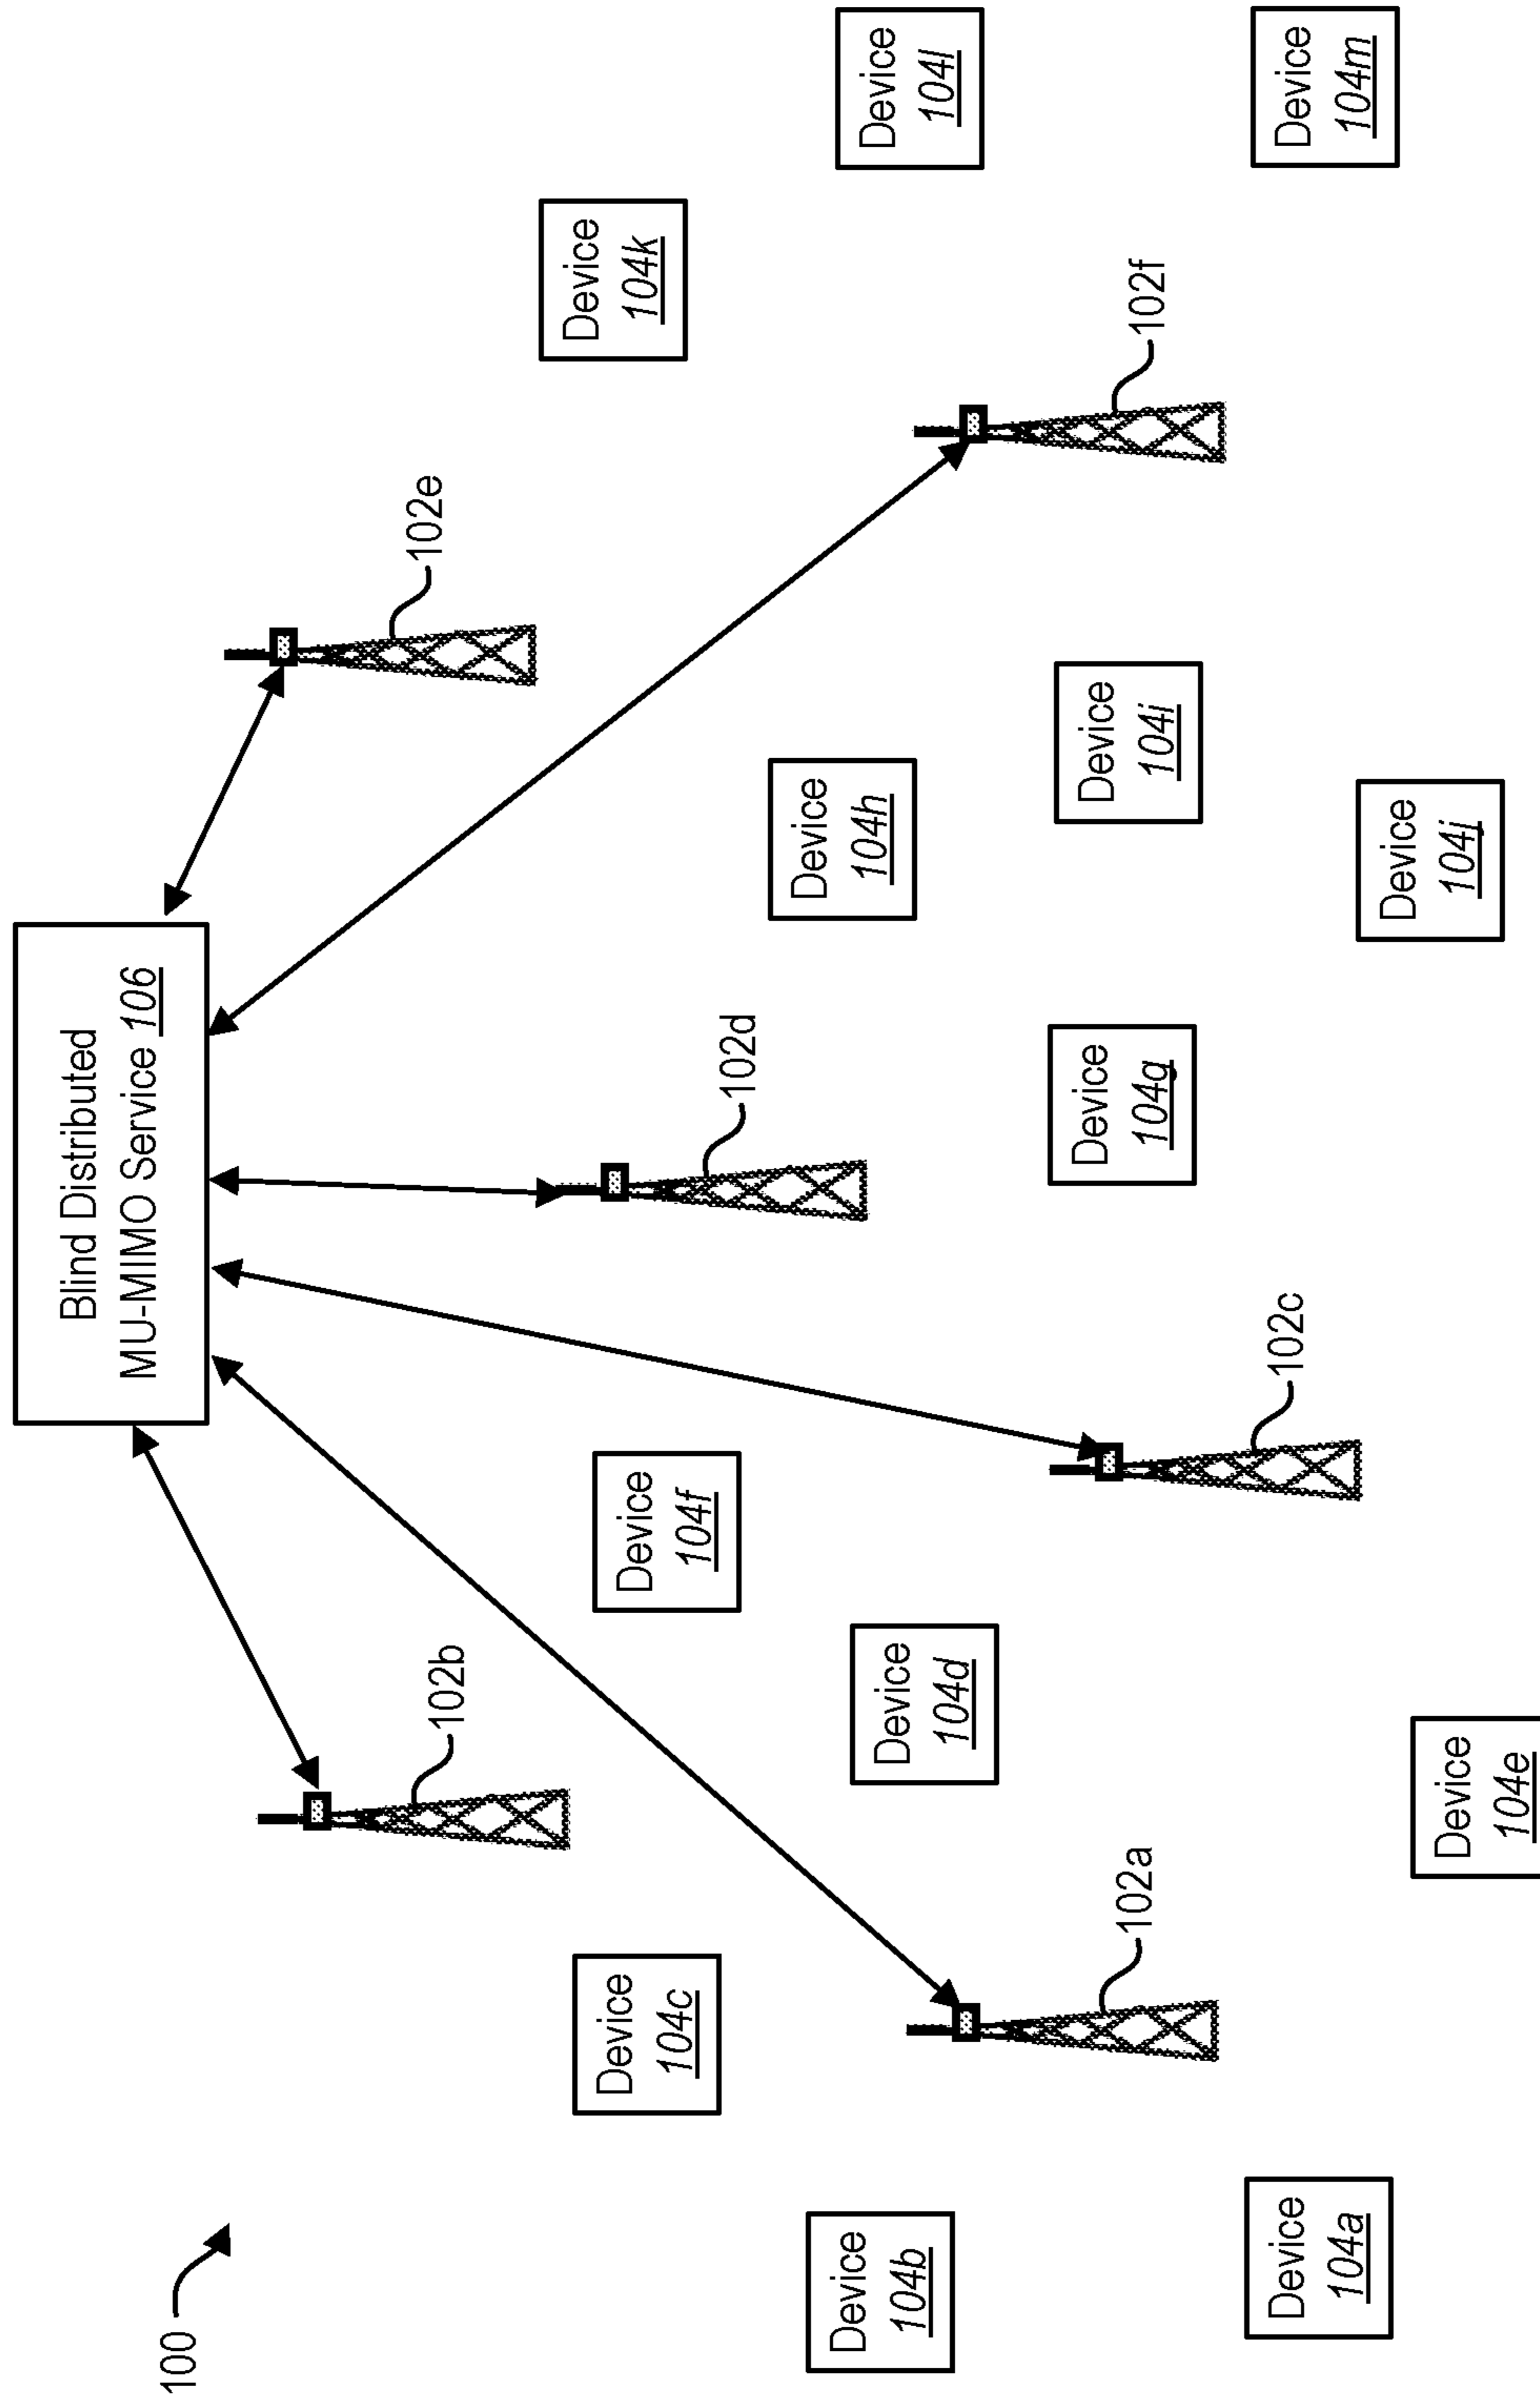 100
Blind Distributed
MU-MIMO Service 106
102b
102e
102d
102a
102c
102f
Device
104c
Device
104f
Device
104k
Device
104b
Device
104d
Device
104h
Device
104l
Device
104g
Device
104i
Device
104a
Device
104m
Device
104e
Device
104j